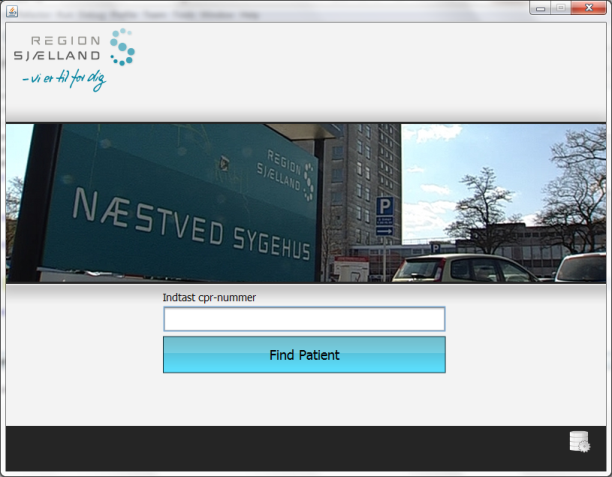 REGION
SJÆLLAND
– vi er til for dig
REGION
SJÆLLAND
NÆSTVED SYGEHUS
P
P
Indtast cpr-nummer
Find Patient